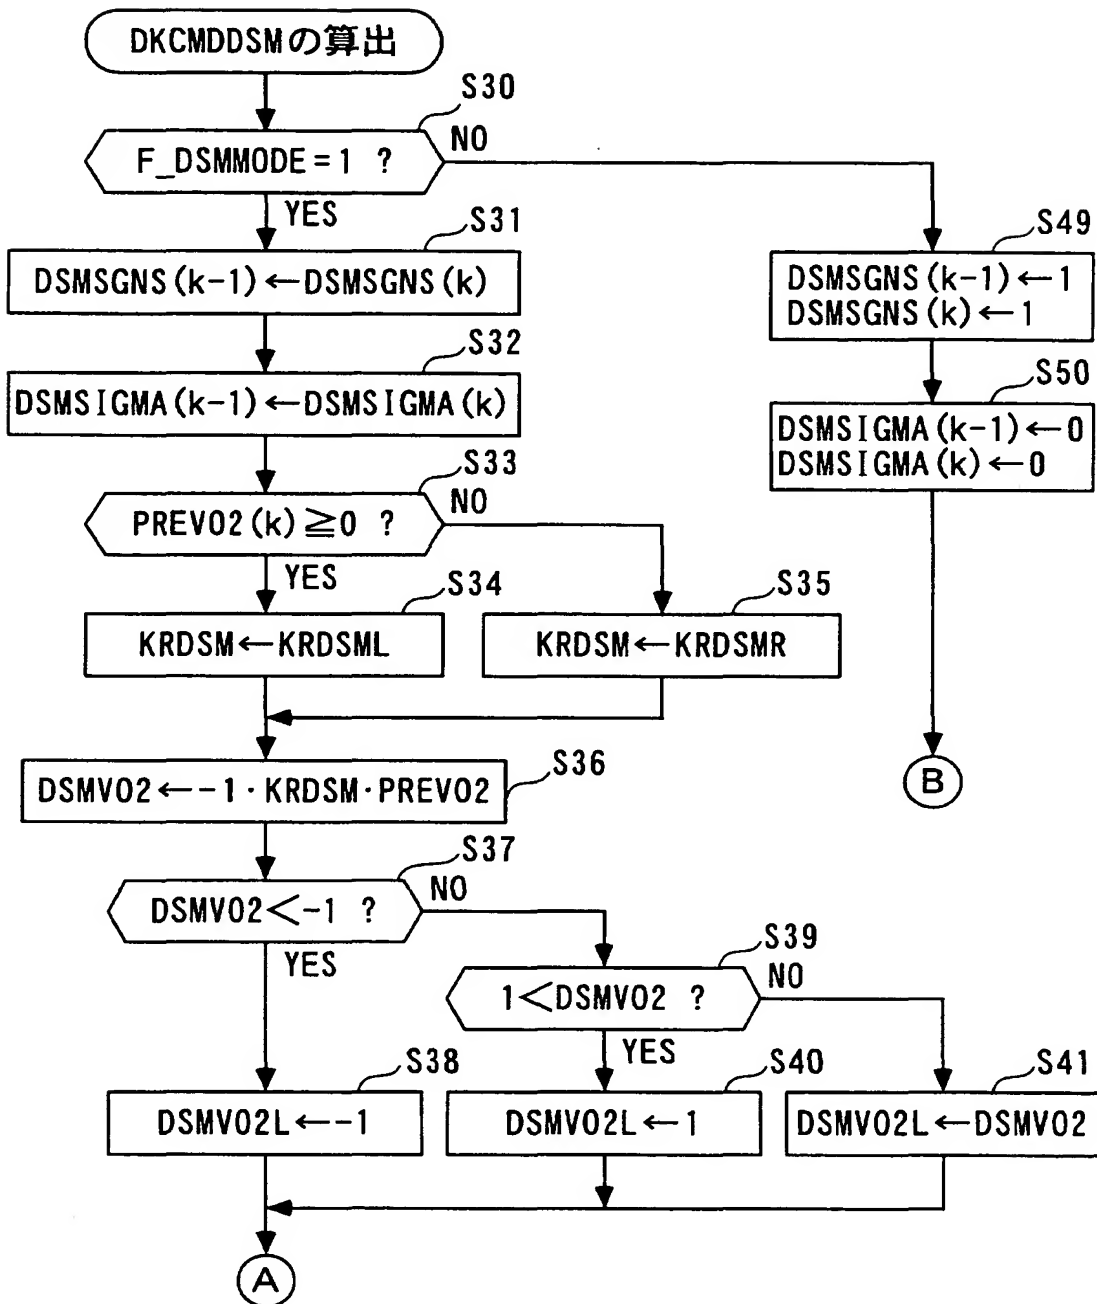 DKCMDDSMの算出
S30
F_DSMMODE=1 ?
NO
YES
S31
DSMSGNS(k-1)←DSMSGNS(k)
S49
DSMSGNS(k-1)←1
DSMSGNS(k)←1
S32
DSMSIGMA(k-1)←DSMSIGMA(k)
S50
DSMSIGMA(k-1)←0
DSMSIGMA(k)←0
S33
PREVO2(k)≧0 ?
NO
YES
S34
KRDSM←KRDSML
S35
KRDSM←KRDSMR
S36
DSMVO2←-1·KRDSM·PREVO2
B
S37
DSMVO2<-1 ?
NO
YES
S39
1<DSMVO2 ?
NO
YES
S38
DSMVO2L←-1
S40
DSMVO2L←1
S41
DSMVO2L←DSMVO2
A